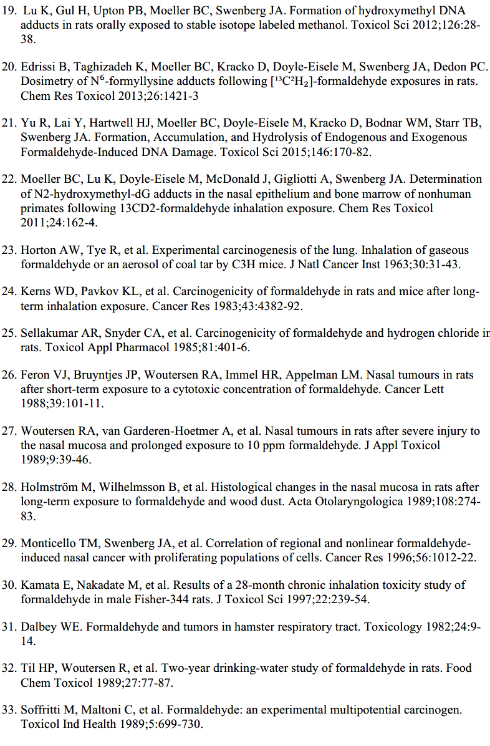 19. Lu K, Gul H, Upton PB, Moeller BC, Swenberg JA. Formation of hydroxymethyl DNA
adducts in rats orally exposed to stable isotope labeled methanol. Toxicol Sci 2012;126:28-
38.
20. Edrissi B, Taghizadeh K, Moeller BC, Kracko D, Doyle-Eisele M, Swenberg JA, Dedon PC.
Dosimetry of N⁶-formyllysine adducts following [¹³C²H₂]-formaldehyde exposures in rats.
Chem Res Toxicol 2013;26:1421-3
21. Yu R, Lai Y, Hartwell HJ, Moeller BC, Doyle-Eisele M, Kracko D, Bodnar WM, Starr TB,
Swenberg JA. Formation, Accumulation, and Hydrolysis of Endogenous and Exogenous
Formaldehyde-Induced DNA Damage. Toxicol Sci 2015;146:170-82.
22. Moeller BC, Lu K, Doyle-Eisele M, McDonald J, Gigliotti A, Swenberg JA. Determination
of N2-hydroxymethyl-dG adducts in the nasal epithelium and bone marrow of nonhuman
primates following 13CD2-formaldehyde inhalation exposure. Chem Res Toxicol
2011;24:162-4.
23. Horton AW, Tye R, et al. Experimental carcinogenesis of the lung. Inhalation of gaseous
formaldehyde or an aerosol of coal tar by C3H mice. J Natl Cancer Inst 1963;30:31-43.
24. Kerns WD, Pavkov KL, et al. Carcinogenicity of formaldehyde in rats and mice after long-
term inhalation exposure. Cancer Res 1983;43:4382-92.
25. Sellakumar AR, Snyder CA, et al. Carcinogenicity of formaldehyde and hydrogen chloride in
rats. Toxicol Appl Pharmacol 1985;81:401-6.
26. Feron VJ, Bruyntjes JP, Woutersen RA, Immel HR, Appelman LM. Nasal tumours in rats
after short-term exposure to a cytotoxic concentration of formaldehyde. Cancer Lett
1988;39:101-11.
27. Woutersen RA, van Garderen-Hoetmer A, et al. Nasal tumours in rats after severe injury to
the nasal mucosa and prolonged exposure to 10 ppm formaldehyde. J Appl Toxicol
1989;9:39-46.
28. Holmström M, Wilhelmsson B, et al. Histological changes in the nasal mucosa in rats after
long-term exposure to formaldehyde and wood dust. Acta Otolaryngologica 1989;108:274-
83.
29. Monticello TM, Swenberg JA, et al. Correlation of regional and nonlinear formaldehyde-
induced nasal cancer with proliferating populations of cells. Cancer Res 1996;56:1012-22.
30. Kamata E, Nakadate M, et al. Results of a 28-month chronic inhalation toxicity study of
formaldehyde in male Fisher-344 rats. J Toxicol Sci 1997;22:239-54.
31. Dalbey WE. Formaldehyde and tumors in hamster respiratory tract. Toxicology 1982;24:9-
14.
32. Til HP, Woutersen R, et al. Two-year drinking-water study of formaldehyde in rats. Food
Chem Toxicol 1989;27:77-87.
33. Soffritti M, Maltoni C, et al. Formaldehyde: an experimental multipotential carcinogen.
Toxicol Ind Health 1989;5:699-730.